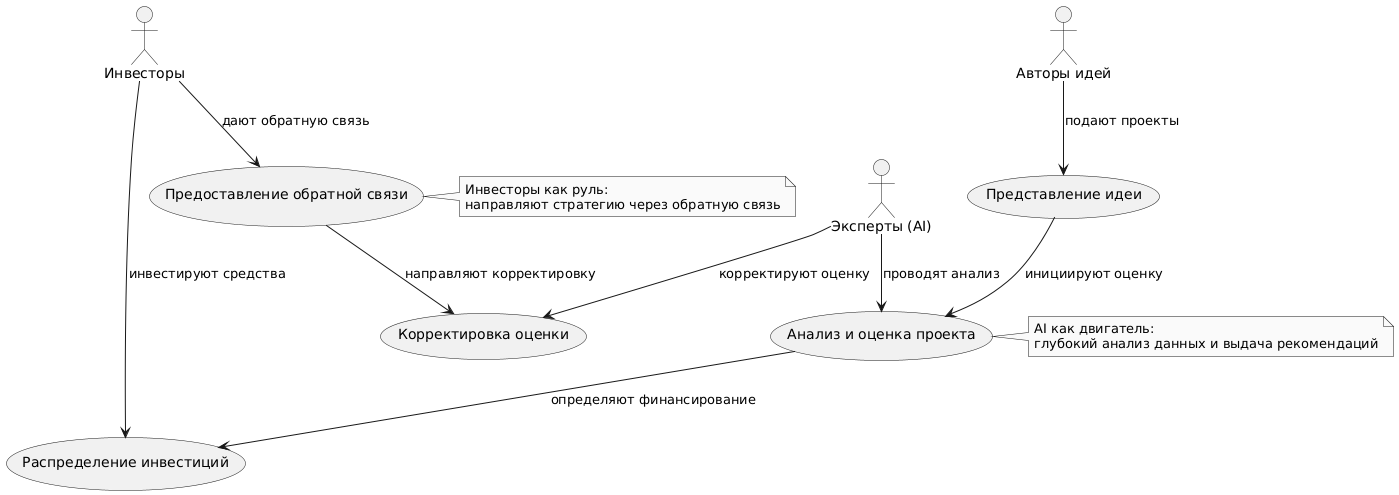 Инвесторы
Авторы идей
дают обратную связь
подают проекты
Предоставление обратной связи
Инвесторы как руль:
направляют стратегию через обратную связь
Представление идеи
Эксперты (AI)
инвестируют средства
направляют корректировку
корректируют оценку
проводят анализ
инициируют оценку
Корректировка оценки
Анализ и оценка проекта
AI как двигатель:
глубокий анализ данных и выдача рекомендаций
определяют финансирование
Распределение инвестиций